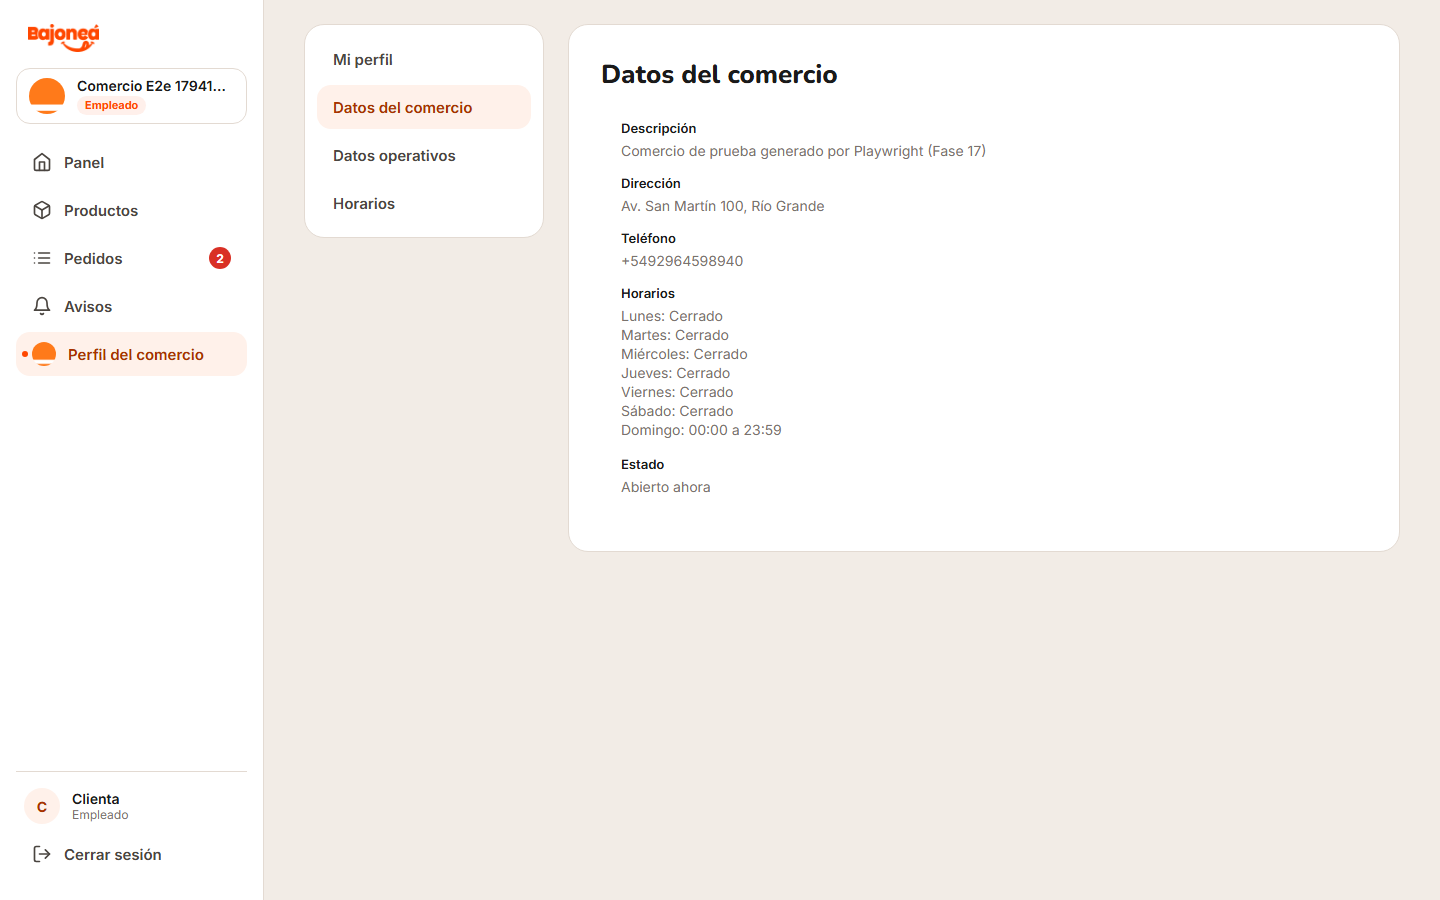 Bajoneá
Comercio E2e 17941...
Empleado
Panel
Productos
Pedidos
2
Avisos
Perfil del comercio
Clienta
C
Empleado
Cerrar sesión
Mi perfil
Datos del comercio
Datos operativos
Horarios
Datos del comercio
Descripción
Comercio de prueba generado por Playwright (Fase 17)
Dirección
Av. San Martín 100, Río Grande
Teléfono
+5492964598940
Horarios
Lunes: Cerrado
Martes: Cerrado
Miércoles: Cerrado
Jueves: Cerrado
Viernes: Cerrado
Sábado: Cerrado
Domingo: 00:00 a 23:59
Estado
Abierto ahora